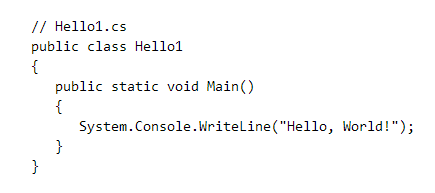 // Hello1.cs
public class Hello1
{
   public static void Main()
   {
      System.Console.WriteLine("Hello, World!");
   }
}